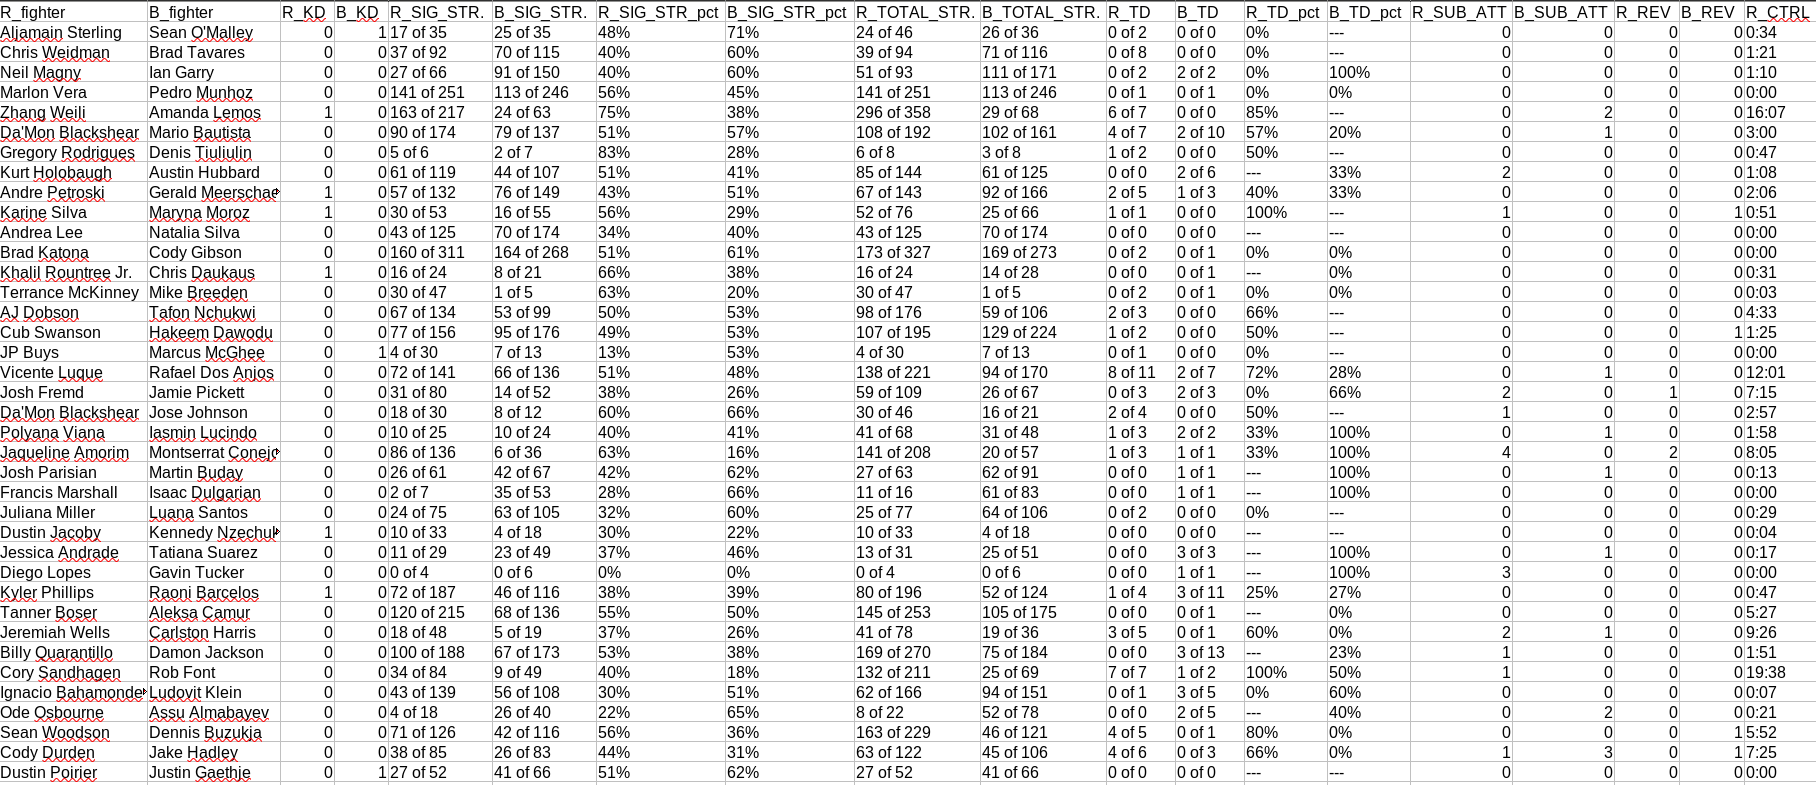 R_fighter B_fighter R_KD B_KD R_SIG_STR. B_SIG_STR. R_SIG_STR_pct B_SIG_STR_pct R_TOTAL_STR. B_TOTAL_STR. R_TD B_TD R_TD_pct B_TD_pct R_SUB_ATT B_SUB_ATT R_REV B_REV R_CTRL
Aljamain Sterling Sean O'Malley 0 1 17 of 35 25 of 35 48% 71% 24 of 46 26 of 36 0 of 2 0 of 0 0% --- 0 0 0 0 0:34
Chris Weidman Brad Tavares 0 0 37 of 92 70 of 115 40% 60% 39 of 94 71 of 116 0 of 8 0 of 0 0% --- 0 0 0 0 1:21
Neil Magny Ian Garry 0 0 27 of 66 91 of 150 40% 60% 51 of 93 111 of 171 0 of 2 2 of 2 0% 100% 0 0 0 0 1:10
Marlon Vera Pedro Munhoz 0 0 141 of 251 113 of 246 56% 45% 141 of 251 113 of 246 0 of 1 0 of 1 0% 0% 0 0 0 0 0:00
Zhang Weili Amanda Lemos 1 0 163 of 217 24 of 63 75% 38% 296 of 358 29 of 68 6 of 7 0 of 0 85% --- 0 2 0 0 16:07
Da'Mon Blackshear Mario Bautista 0 0 90 of 174 79 of 137 51% 57% 108 of 192 102 of 161 4 of 7 2 of 10 57% 20% 0 1 0 0 3:00
Gregory Rodrigues Denis Tiuliulin 0 0 5 of 6 2 of 7 83% 28% 6 of 8 3 of 8 1 of 2 0 of 0 50% --- 0 0 0 0 0:47
Kurt Holobaugh Austin Hubbard 0 0 61 of 119 44 of 107 51% 41% 85 of 144 61 of 125 0 of 0 2 of 6 --- 33% 2 0 0 0 1:08
Andre Petroski Gerald Meerschae 1 0 57 of 132 76 of 149 43% 51% 67 of 143 92 of 166 2 of 5 1 of 3 40% 33% 0 0 0 0 2:06
Karine Silva Maryna Moroz 1 0 30 of 53 16 of 55 56% 29% 52 of 76 25 of 66 1 of 1 0 of 0 100% --- 1 0 0 1 0:51
Andrea Lee Natalia Silva 0 0 43 of 125 70 of 174 34% 40% 43 of 125 70 of 174 0 of 0 0 of 0 --- --- 0 0 0 0 0:00
Brad Katona Cody Gibson 0 0 160 of 311 164 of 268 51% 61% 173 of 327 169 of 273 0 of 2 0 of 1 0% 0% 0 0 0 0 0:00
Khalil Rountree Jr. Chris Daukaus 1 0 16 of 24 8 of 21 66% 38% 16 of 24 14 of 28 0 of 0 0 of 1 --- 0% 0 0 0 0 0:31
Terrance McKinney Mike Breeden 0 0 30 of 47 1 of 5 63% 20% 30 of 47 1 of 5 0 of 2 0 of 1 0% 0% 0 0 0 0 0:03
AJ Dobson Tafon Nchukwi 0 0 67 of 134 53 of 99 50% 53% 98 of 176 59 of 106 2 of 3 0 of 0 66% --- 0 0 0 0 4:33
Cub Swanson Hakeem Dawodu 0 0 77 of 156 95 of 176 49% 53% 107 of 195 129 of 224 1 of 2 0 of 0 50% --- 0 0 0 1 1:25
JP Buys Marcus McGhee 0 1 4 of 30 7 of 13 13% 53% 4 of 30 7 of 13 0 of 1 0 of 0 0% --- 0 0 0 0 0:00
Vicente Luque Rafael Dos Anjos 0 0 72 of 141 66 of 136 51% 48% 138 of 221 94 of 170 8 of 11 2 of 7 72% 28% 0 1 0 0 12:01
Josh Fremd Jamie Pickett 0 0 31 of 80 14 of 52 38% 26% 59 of 109 26 of 67 0 of 3 2 of 3 0% 66% 2 0 1 0 7:15
Da'Mon Blackshear Jose Johnson 0 0 18 of 30 8 of 12 60% 66% 30 of 46 16 of 21 2 of 4 0 of 0 50% --- 1 0 0 0 2:57
Polyana Viana Iasmin Lucindo 0 0 10 of 25 10 of 24 40% 41% 41 of 68 31 of 48 1 of 3 2 of 2 33% 100% 0 1 0 0 1:58
Jaqueline Amorim Montserrat Conejo 0 0 86 of 136 6 of 36 63% 16% 141 of 208 20 of 57 1 of 3 1 of 1 33% 100% 4 0 2 0 8:05
Josh Parisian Martin Buday 0 0 26 of 61 42 of 67 42% 62% 27 of 63 62 of 91 0 of 0 1 of 1 --- 100% 0 1 0 0 0:13
Francis Marshall Isaac Dulgarian 0 0 2 of 7 35 of 53 28% 66% 11 of 16 61 of 83 0 of 0 1 of 1 --- 100% 0 0 0 0 0:00
Juliana Miller Luana Santos 0 0 24 of 75 63 of 105 32% 60% 25 of 77 64 of 106 0 of 2 0 of 0 0% --- 0 0 0 0 0:29
Dustin Jacoby Kennedy Nzechuk 1 0 10 of 33 4 of 18 30% 22% 10 of 33 4 of 18 0 of 0 0 of 0 --- --- 0 0 0 0 0:04
Jessica Andrade Tatiana Suarez 0 0 11 of 29 23 of 49 37% 46% 13 of 31 25 of 51 0 of 0 3 of 3 --- 100% 0 1 0 0 0:17
Diego Lopes Gavin Tucker 0 0 0 of 4 0 of 6 0% 0% 0 of 4 0 of 6 0 of 0 1 of 1 --- 100% 3 0 0 0 0:00
Kyler Phillips Raoni Barcelos 1 0 72 of 187 46 of 116 38% 39% 80 of 196 52 of 124 1 of 4 3 of 11 25% 27% 0 0 0 0 0:47
Tanner Boser Aleksa Camur 0 0 120 of 215 68 of 136 55% 50% 145 of 253 105 of 175 0 of 0 0 of 1 --- 0% 0 0 0 0 5:27
Jeremiah Wells Carlston Harris 0 0 18 of 48 5 of 19 37% 26% 41 of 78 19 of 36 3 of 5 0 of 1 60% 0% 2 1 0 0 9:26
Billy Quarantillo Damon Jackson 0 0 100 of 188 67 of 173 53% 38% 169 of 270 75 of 184 0 of 0 3 of 13 --- 23% 1 0 0 0 1:51
Cory Sandhagen Rob Font 0 0 34 of 84 9 of 49 40% 18% 132 of 211 25 of 69 7 of 7 1 of 2 100% 50% 1 0 0 0 19:38
Ignacio Bahamonde Ludovit Klein 0 0 43 of 139 56 of 108 30% 51% 62 of 166 94 of 151 0 of 1 3 of 5 0% 60% 0 0 0 0 0:07
Ode Osbourne Assu Almabayev 0 0 4 of 18 26 of 40 22% 65% 8 of 22 52 of 78 0 of 0 2 of 5 --- 40% 0 2 0 0 0:21
Sean Woodson Dennis Buzukja 0 0 71 of 126 42 of 116 56% 36% 163 of 229 46 of 121 4 of 5 0 of 1 80% 0% 0 0 0 1 5:52
Cody Durden Jake Hadley 0 0 38 of 85 26 of 83 44% 31% 63 of 122 45 of 106 4 of 6 0 of 3 66% 0% 1 3 0 1 7:25
Dustin Poirier Justin Gaethje 0 1 27 of 52 41 of 66 51% 62% 27 of 52 41 of 66 0 of 0 0 of 0 --- --- 0 0 0 0 0:00